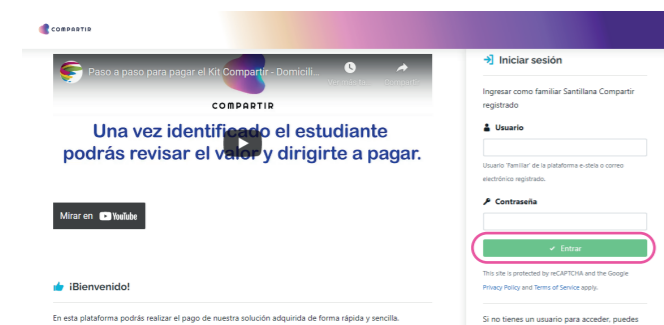 COMPARTIR
Paso a paso para pagar el Kit Compartir - Domicili...
COMPARTIR
Una vez identificado el estudiante
podrás revisar el valor y dirigirte a pagar.
Mirar en YouTube
¡Bienvenido!
En esta plataforma podrás realizar el pago de nuestra solución adquirida de forma rápida y sencilla.
Iniciar sesión
Ingresar como familiar Santillana Compartir
registrado
Usuario
Usuario 'Familiar' de la plataforma e-stela o correo
electrónico registrado.
Contraseña
Entrar
This site is protected by reCAPTCHA and the Google
Privacy Policy and Terms of Service apply.
Si no tienes un usuario para acceder, puedes